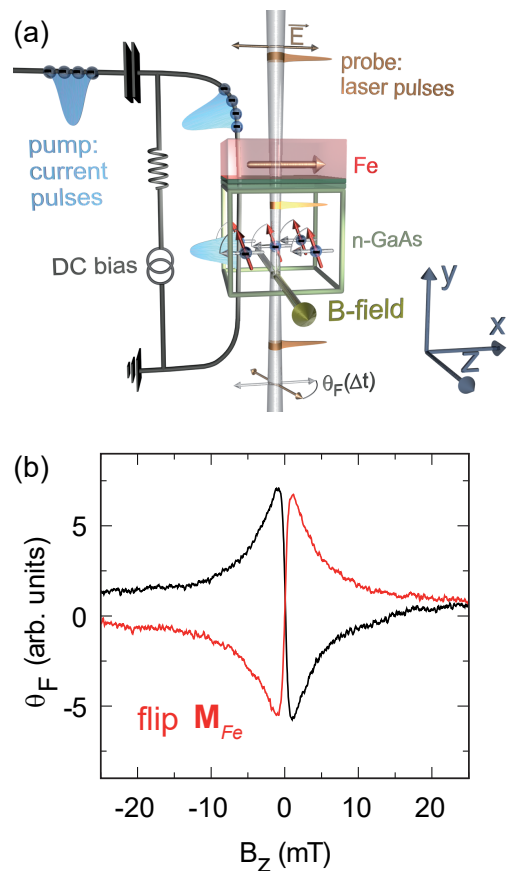 (a)
E
probe:
laser pulses
pump:
current
pulses
Fe
n-GaAs
DC bias
B-field
y
x
z
θF(Δt)
(b)
θF (arb. units)
5
0
-5
flip MFe
-20 -10 0 10 20
Bz (mT)